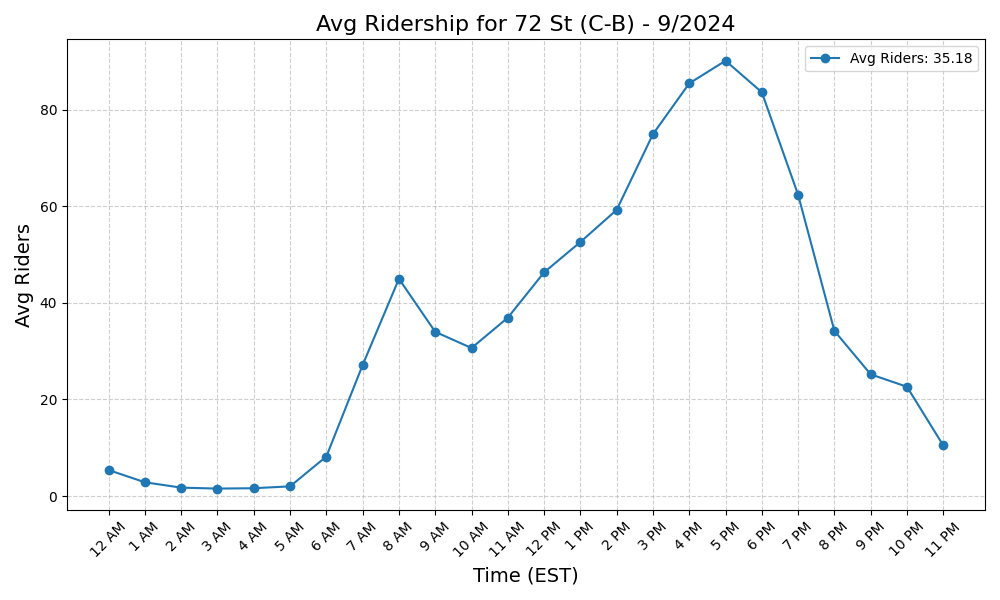 Avg Ridership for 72 St (C-B) - 9/2024
Avg Riders: 35.18
Avg Riders
80
60
40
20
0
12 AM
1 AM
2 AM
3 AM
4 AM
5 AM
6 AM
7 AM
8 AM
9 AM
10 AM
11 AM
12 PM
1 PM
2 PM
3 PM
4 PM
5 PM
6 PM
7 PM
8 PM
9 PM
10 PM
11 PM
Time (EST)